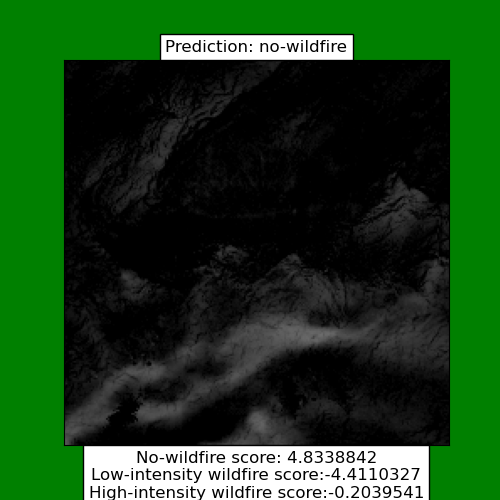 Prediction: no-wildfire
No-wildfire score: 4.8338842
Low-intensity wildfire score:-4.4110327
High-intensity wildfire score:-0.2039541